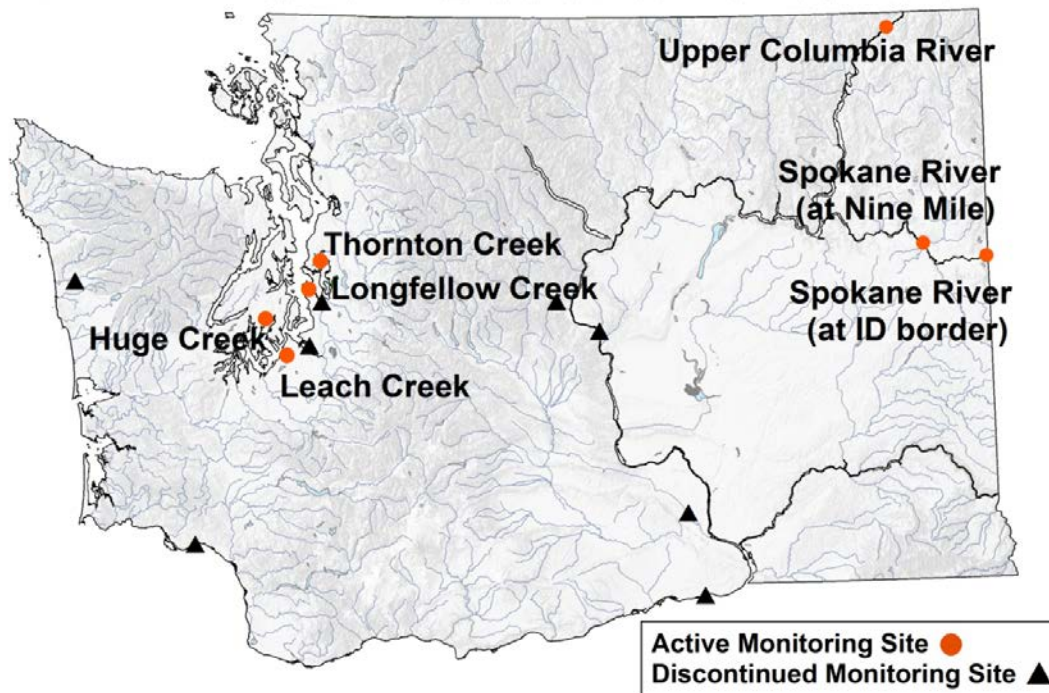 Upper Columbia River
Spokane River
(at Nine Mile)
Thornton Creek
Longfellow Creek
Spokane River
(at ID border)
Huge Creek
Leach Creek
Active Monitoring Site
Discontinued Monitoring Site